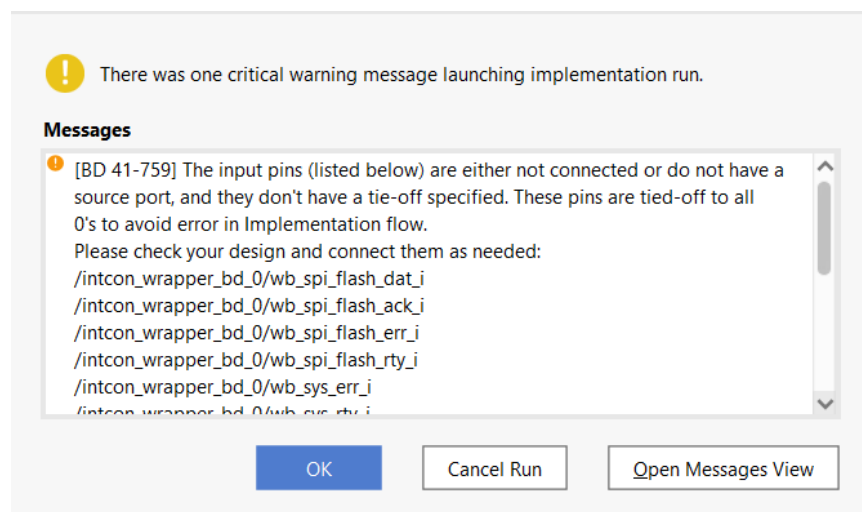 There was one critical warning message launching implementation run.
Messages
[BD 41-759] The input pins (listed below) are either not connected or do not have a
source port, and they don't have a tie-off specified. These pins are tied-off to all
0's to avoid error in Implementation flow.
Please check your design and connect them as needed:
/intcon_wrapper_bd_0/wb_spi_flash_dat_i
/intcon_wrapper_bd_0/wb_spi_flash_ack_i
/intcon_wrapper_bd_0/wb_spi_flash_err_i
/intcon_wrapper_bd_0/wb_spi_flash_rty_i
/intcon_wrapper_bd_0/wb_sys_err_i
/intcon_wrapper_bd_0/wb_sys_rty_i
OK
Cancel Run
Open Messages View